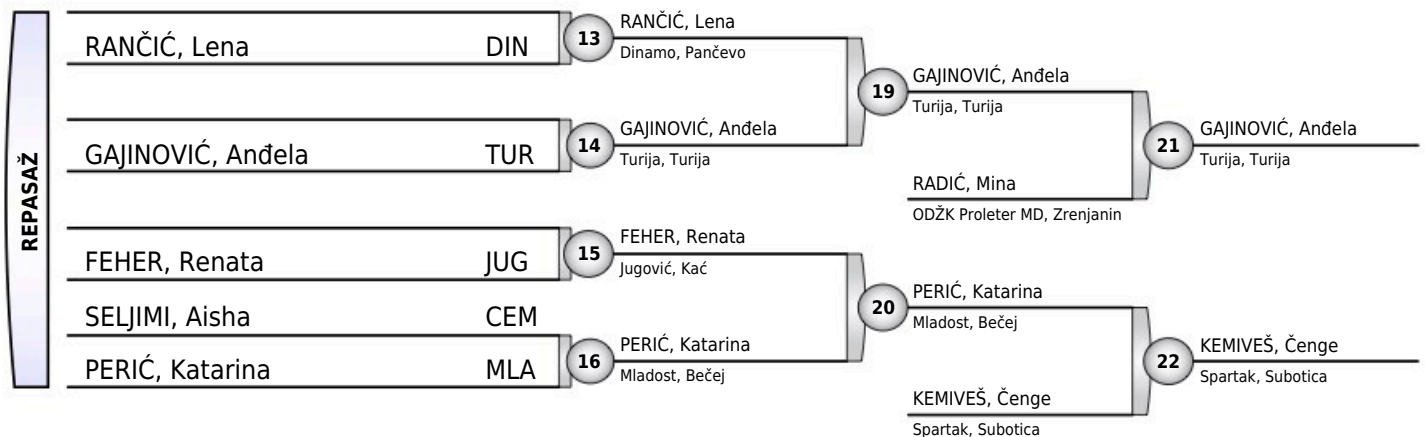 REPASAŽ
RANČIĆ, Lena DIN
GAJINOVIĆ, Anđela TUR
FEHER, Renata JUG
SELJIMI, Aisha CEM
PERIĆ, Katarina MLA
13
RANČIĆ, Lena
Dinamo, Pančevo
14
GAJINOVIĆ, Anđela
Turija, Turija
15
FEHER, Renata
Jugović, Kać
16
PERIĆ, Katarina
Mladost, Bečej
19
GAJINOVIĆ, Anđela
Turija, Turija
RADIĆ, Mina
ODŽK Proleter MD, Zrenjanin
20
PERIĆ, Katarina
Mladost, Bečej
KEMIVEŠ, Čenge
Spartak, Subotica
21
GAJINOVIĆ, Anđela
Turija, Turija
22
KEMIVEŠ, Čenge
Spartak, Subotica